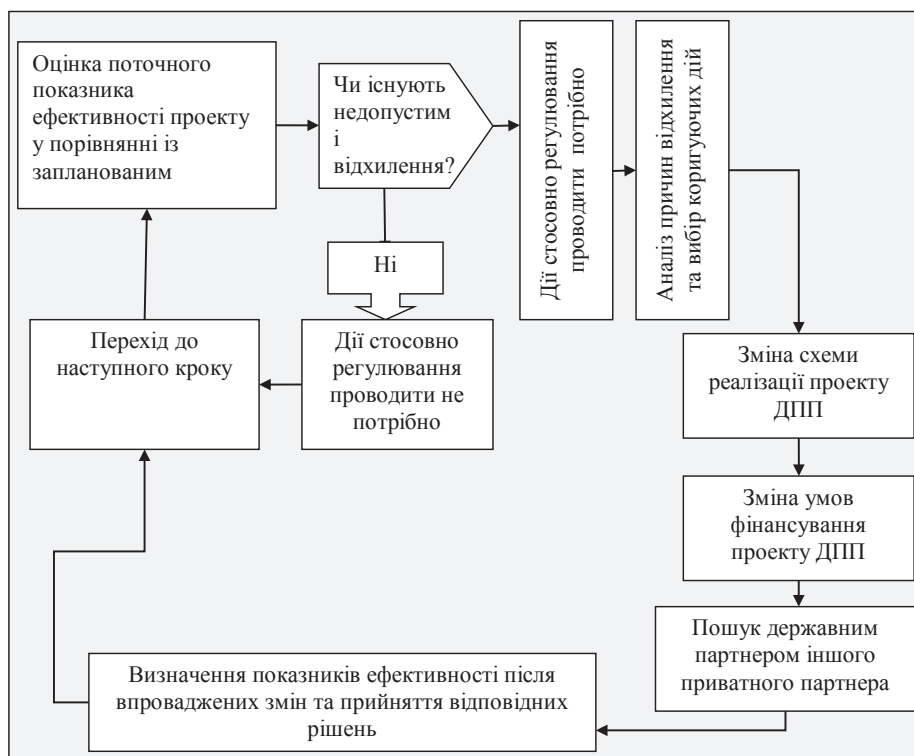 Оцінка поточного
показника
ефективності проекту
у порівнянні із
запланованим
Чи існують
недопустим
і
відхилення?
Дії стосовно регулювання
проводити потрібно
Аналіз причин відхилення
та вибір коригуючих дій
Ні
Перехід до
наступного кроку
Дії стосовно
регулювання
проводити не
потрібно
Зміна схеми
реалізації проекту
ДПП
Зміна умов
фінансування
проекту ДПП
Пошук державним
партнером іншого
приватного партнера
Визначення показників ефективності після
впроваджених змін та прийняття відповідних
рішень